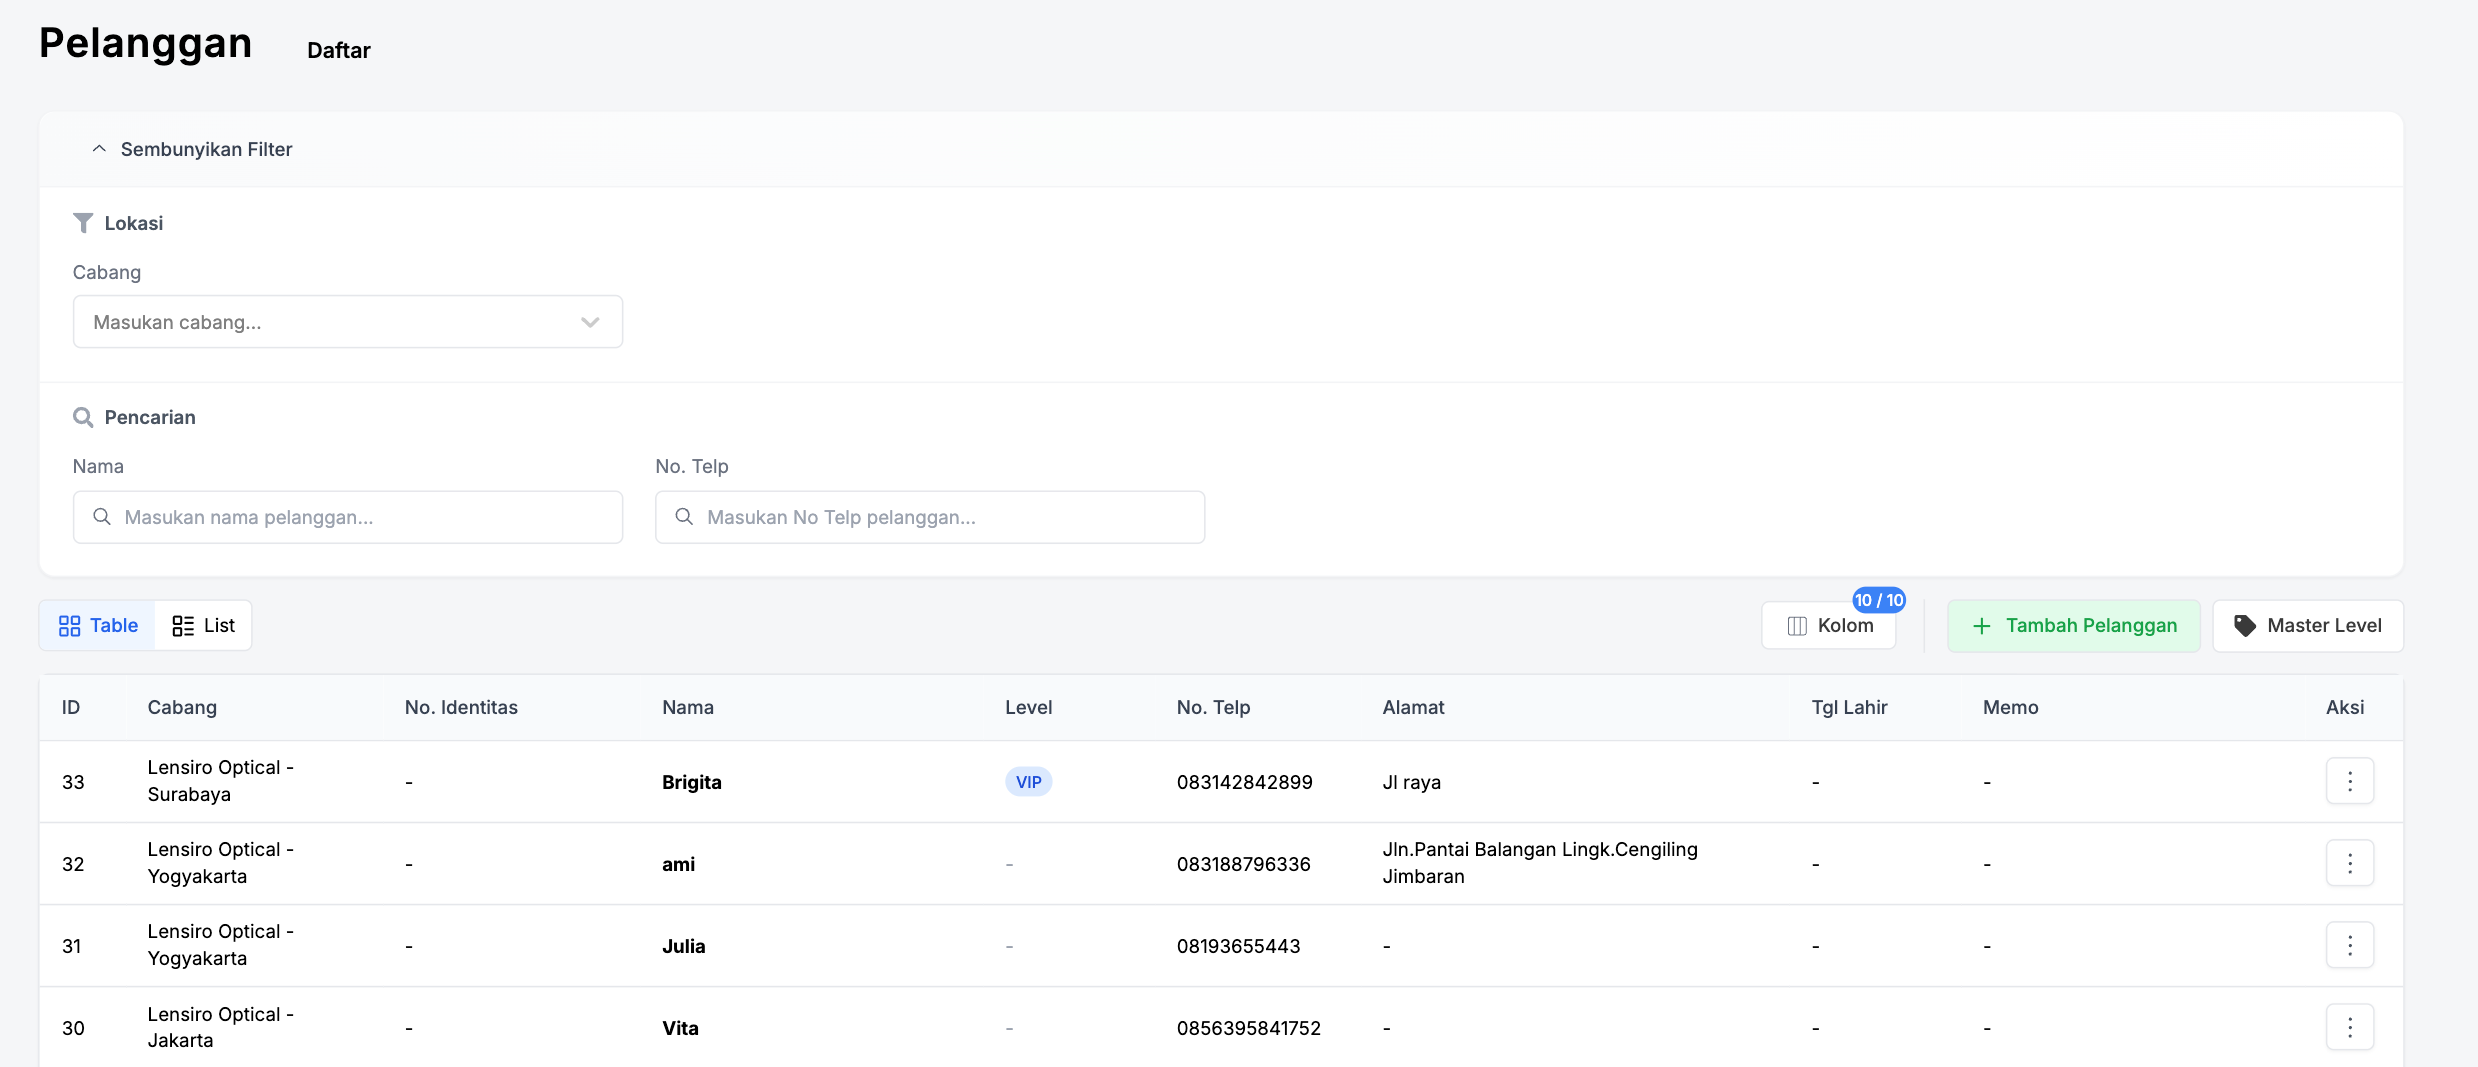 Pelanggan
Daftar
Sembunyikan Filter
Lokasi
Cabang
Masukan cabang...
Pencarian
Nama
No. Telp
Masukan nama pelanggan...
Masukan No Telp pelanggan...
Table
List
10 / 10
Kolom
Tambah Pelanggan
Master Level
ID Cabang No. Identitas Nama Level No. Telp Alamat Tgl Lahir Memo Aksi
33 Lensiro Optical - - Brigita VIP 083142842899 Jl raya - -
Surabaya
32 Lensiro Optical - - ami - 083188796336 Jln.Pantai Balangan Lingk.Cengiling - -
Yogyakarta Jimbaran
31 Lensiro Optical - - Julia - 08193655443 - - -
Yogyakarta
30 Lensiro Optical - - Vita - 0856395841752 - - -
Jakarta